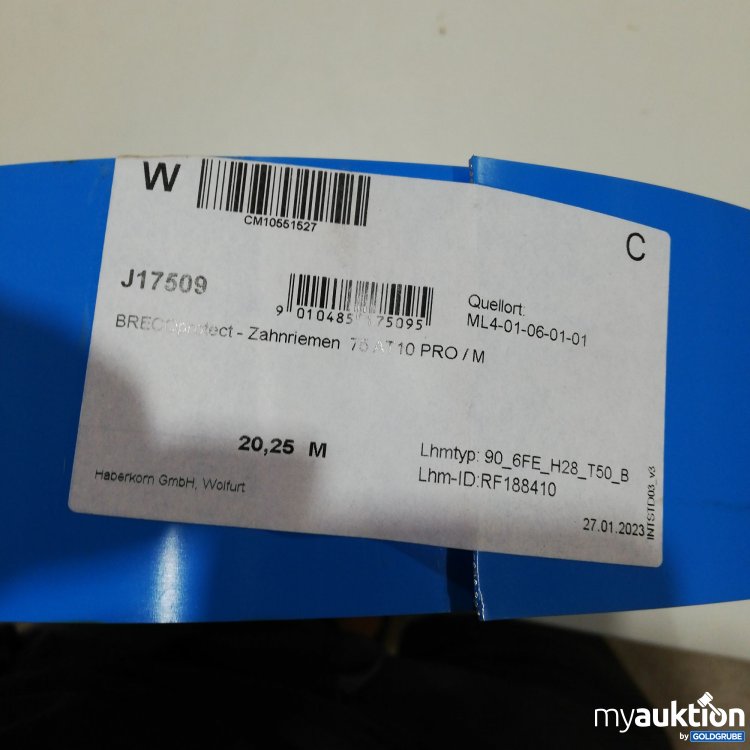 W
CM10551527
C
J17509
9 010485 175095
Quellort:
ML4-01-06-01-01
BRECOprotect - Zahnriemen 75 AT10 PRO / M
20,25 M
Lhmtyp: 90_6FE_H28_T50_B
Lhm-ID:RF188410
Haberkorn GmbH, Wolfurt
27.01.2023
INTSTD03_v3
myauktion
by GOLDGRUBE